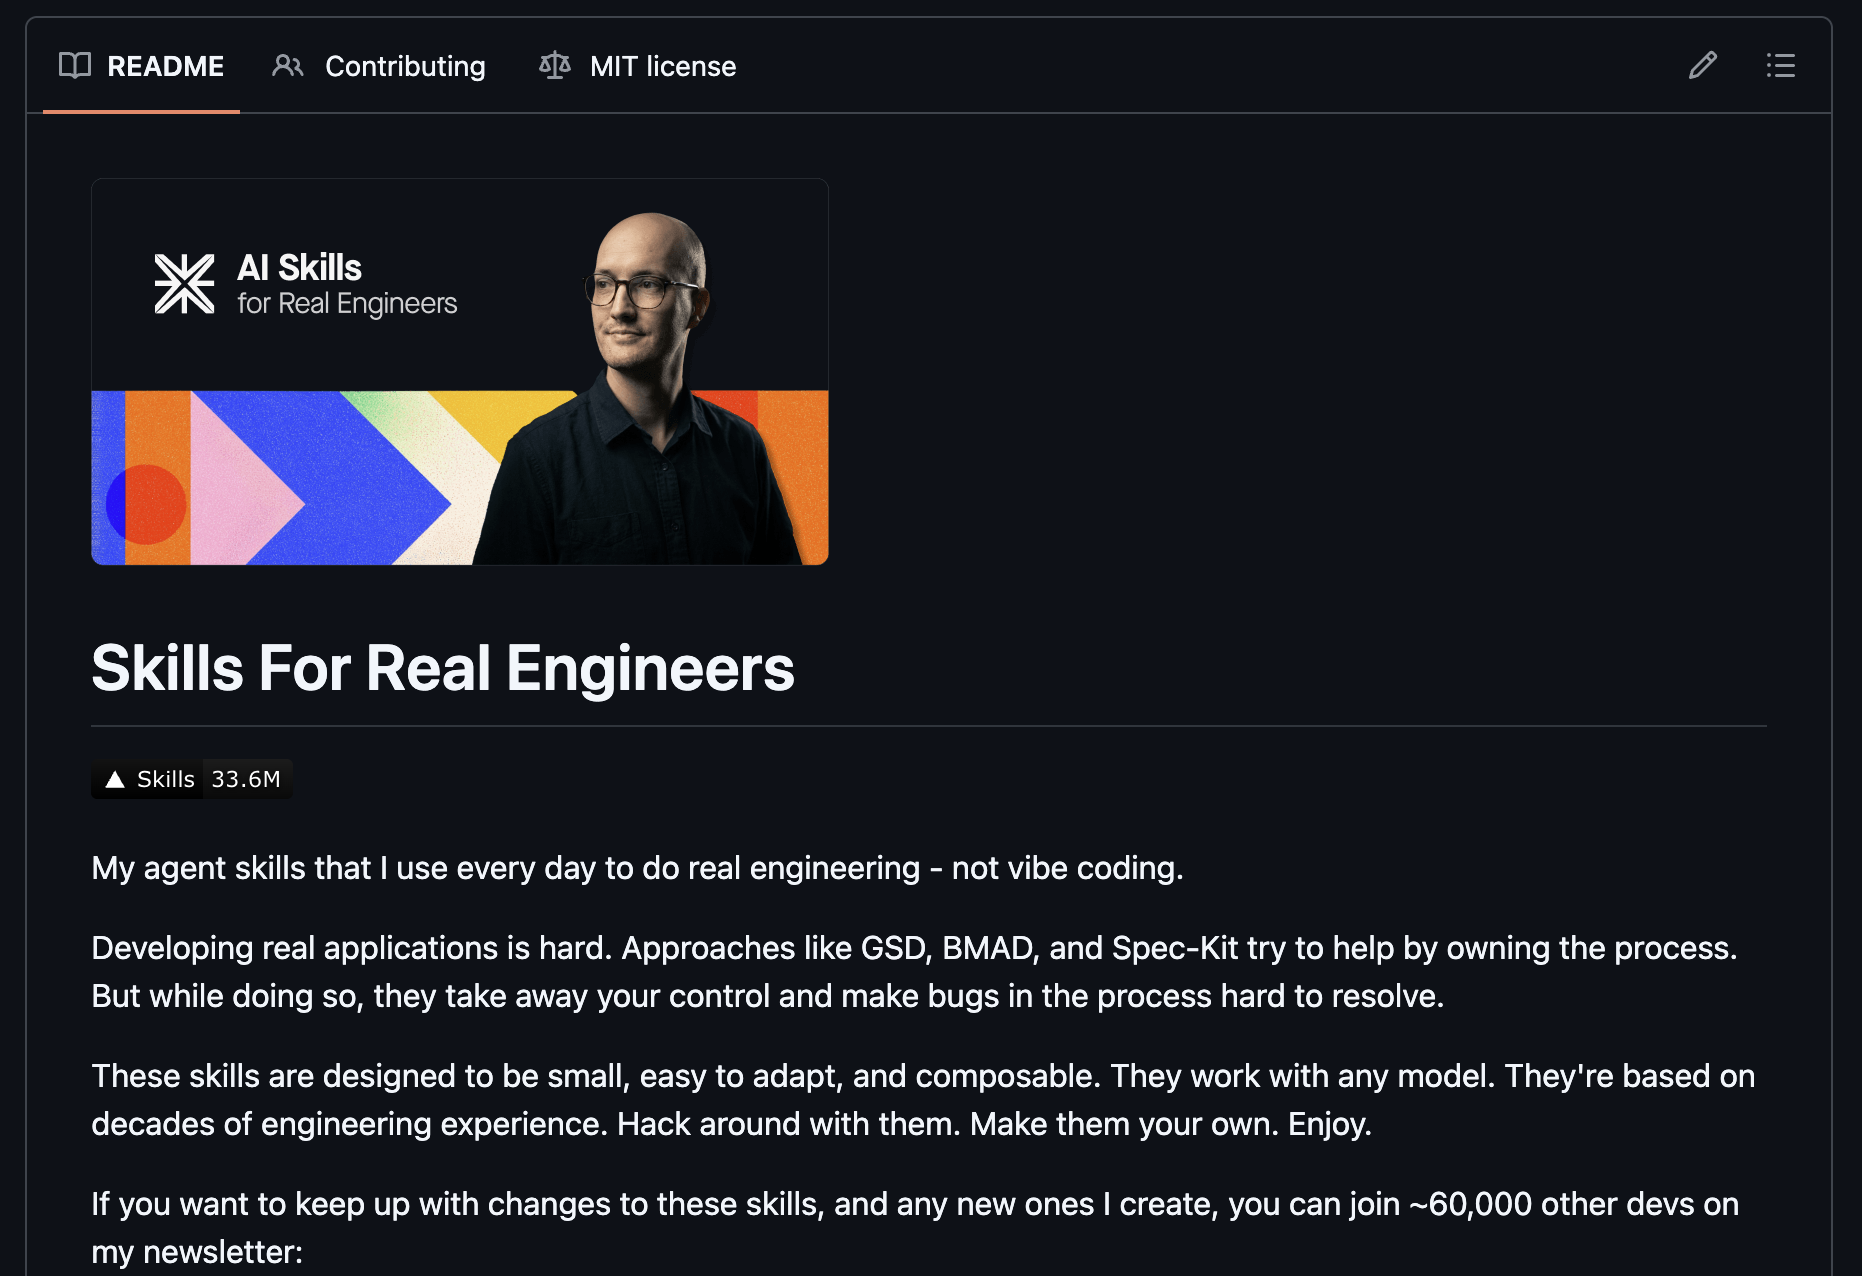 README
Contributing
MIT license
AI Skills
for Real Engineers
Skills For Real Engineers
Skills 33.6M
My agent skills that I use every day to do real engineering - not vibe coding.
Developing real applications is hard. Approaches like GSD, BMAD, and Spec-Kit try to help by owning the process.
But while doing so, they take away your control and make bugs in the process hard to resolve.
These skills are designed to be small, easy to adapt, and composable. They work with any model. They're based on
decades of engineering experience. Hack around with them. Make them your own. Enjoy.
If you want to keep up with changes to these skills, and any new ones I create, you can join ~60,000 other devs on
my newsletter: